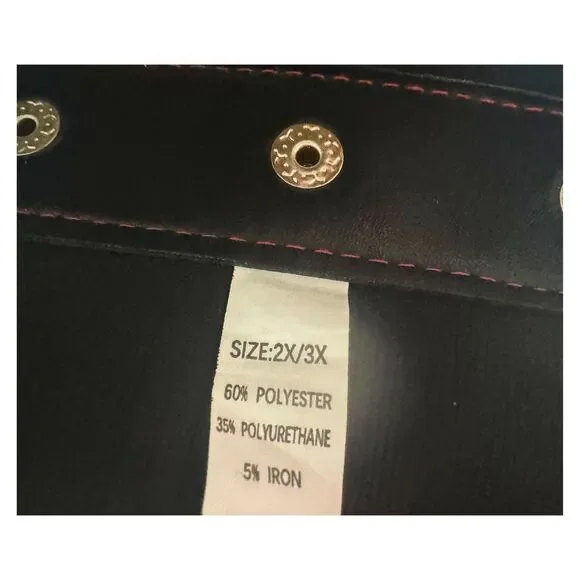 SIZE:2X/3X
60% POLYESTER
35% POLYURETHANE
5% IRON